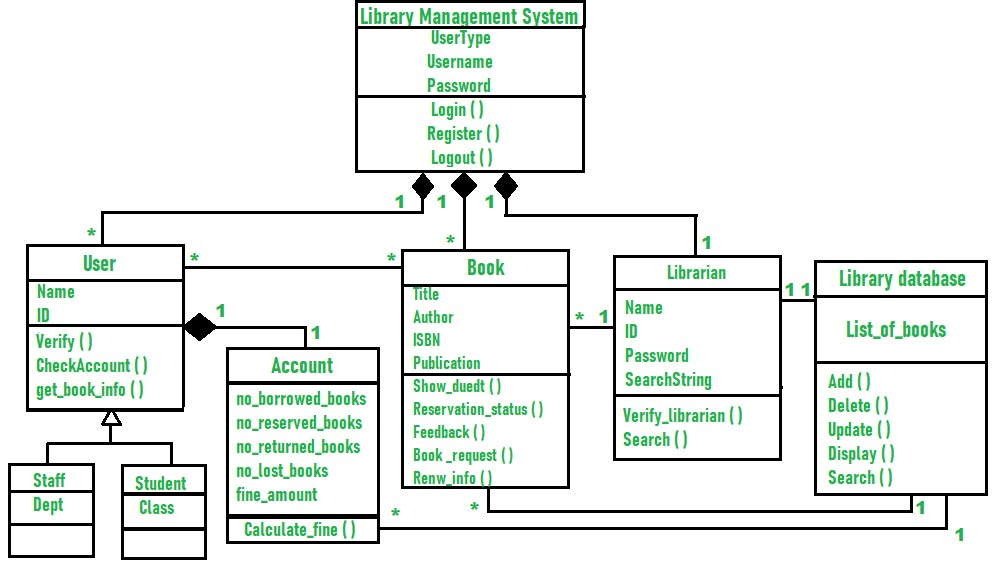 Library Management System
UserType
Username
Password
Login ( )
Register ( )
Logout ( )
1
1
1
*
*
1
User
Name
ID
Verify ( )
CheckAccount ( )
get_book_info ( )
*
*
Book
Title
Author
ISBN
Publication
Show_duedt ( )
Reservation_status ( )
Feedback ( )
Book _request ( )
Renw_info ( )
*
1
Librarian
Name
ID
Password
SearchString
Verify_librarian ( )
Search ( )
1
1
Library database
List_of_books
Add ( )
Delete ( )
Update ( )
Display ( )
Search ( )
1
1
Account
no_borrowed_books
no_reserved_books
no_returned_books
no_lost_books
fine_amount
Calculate_fine ( )
Staff
Dept
Student
Class
*
1
*
1